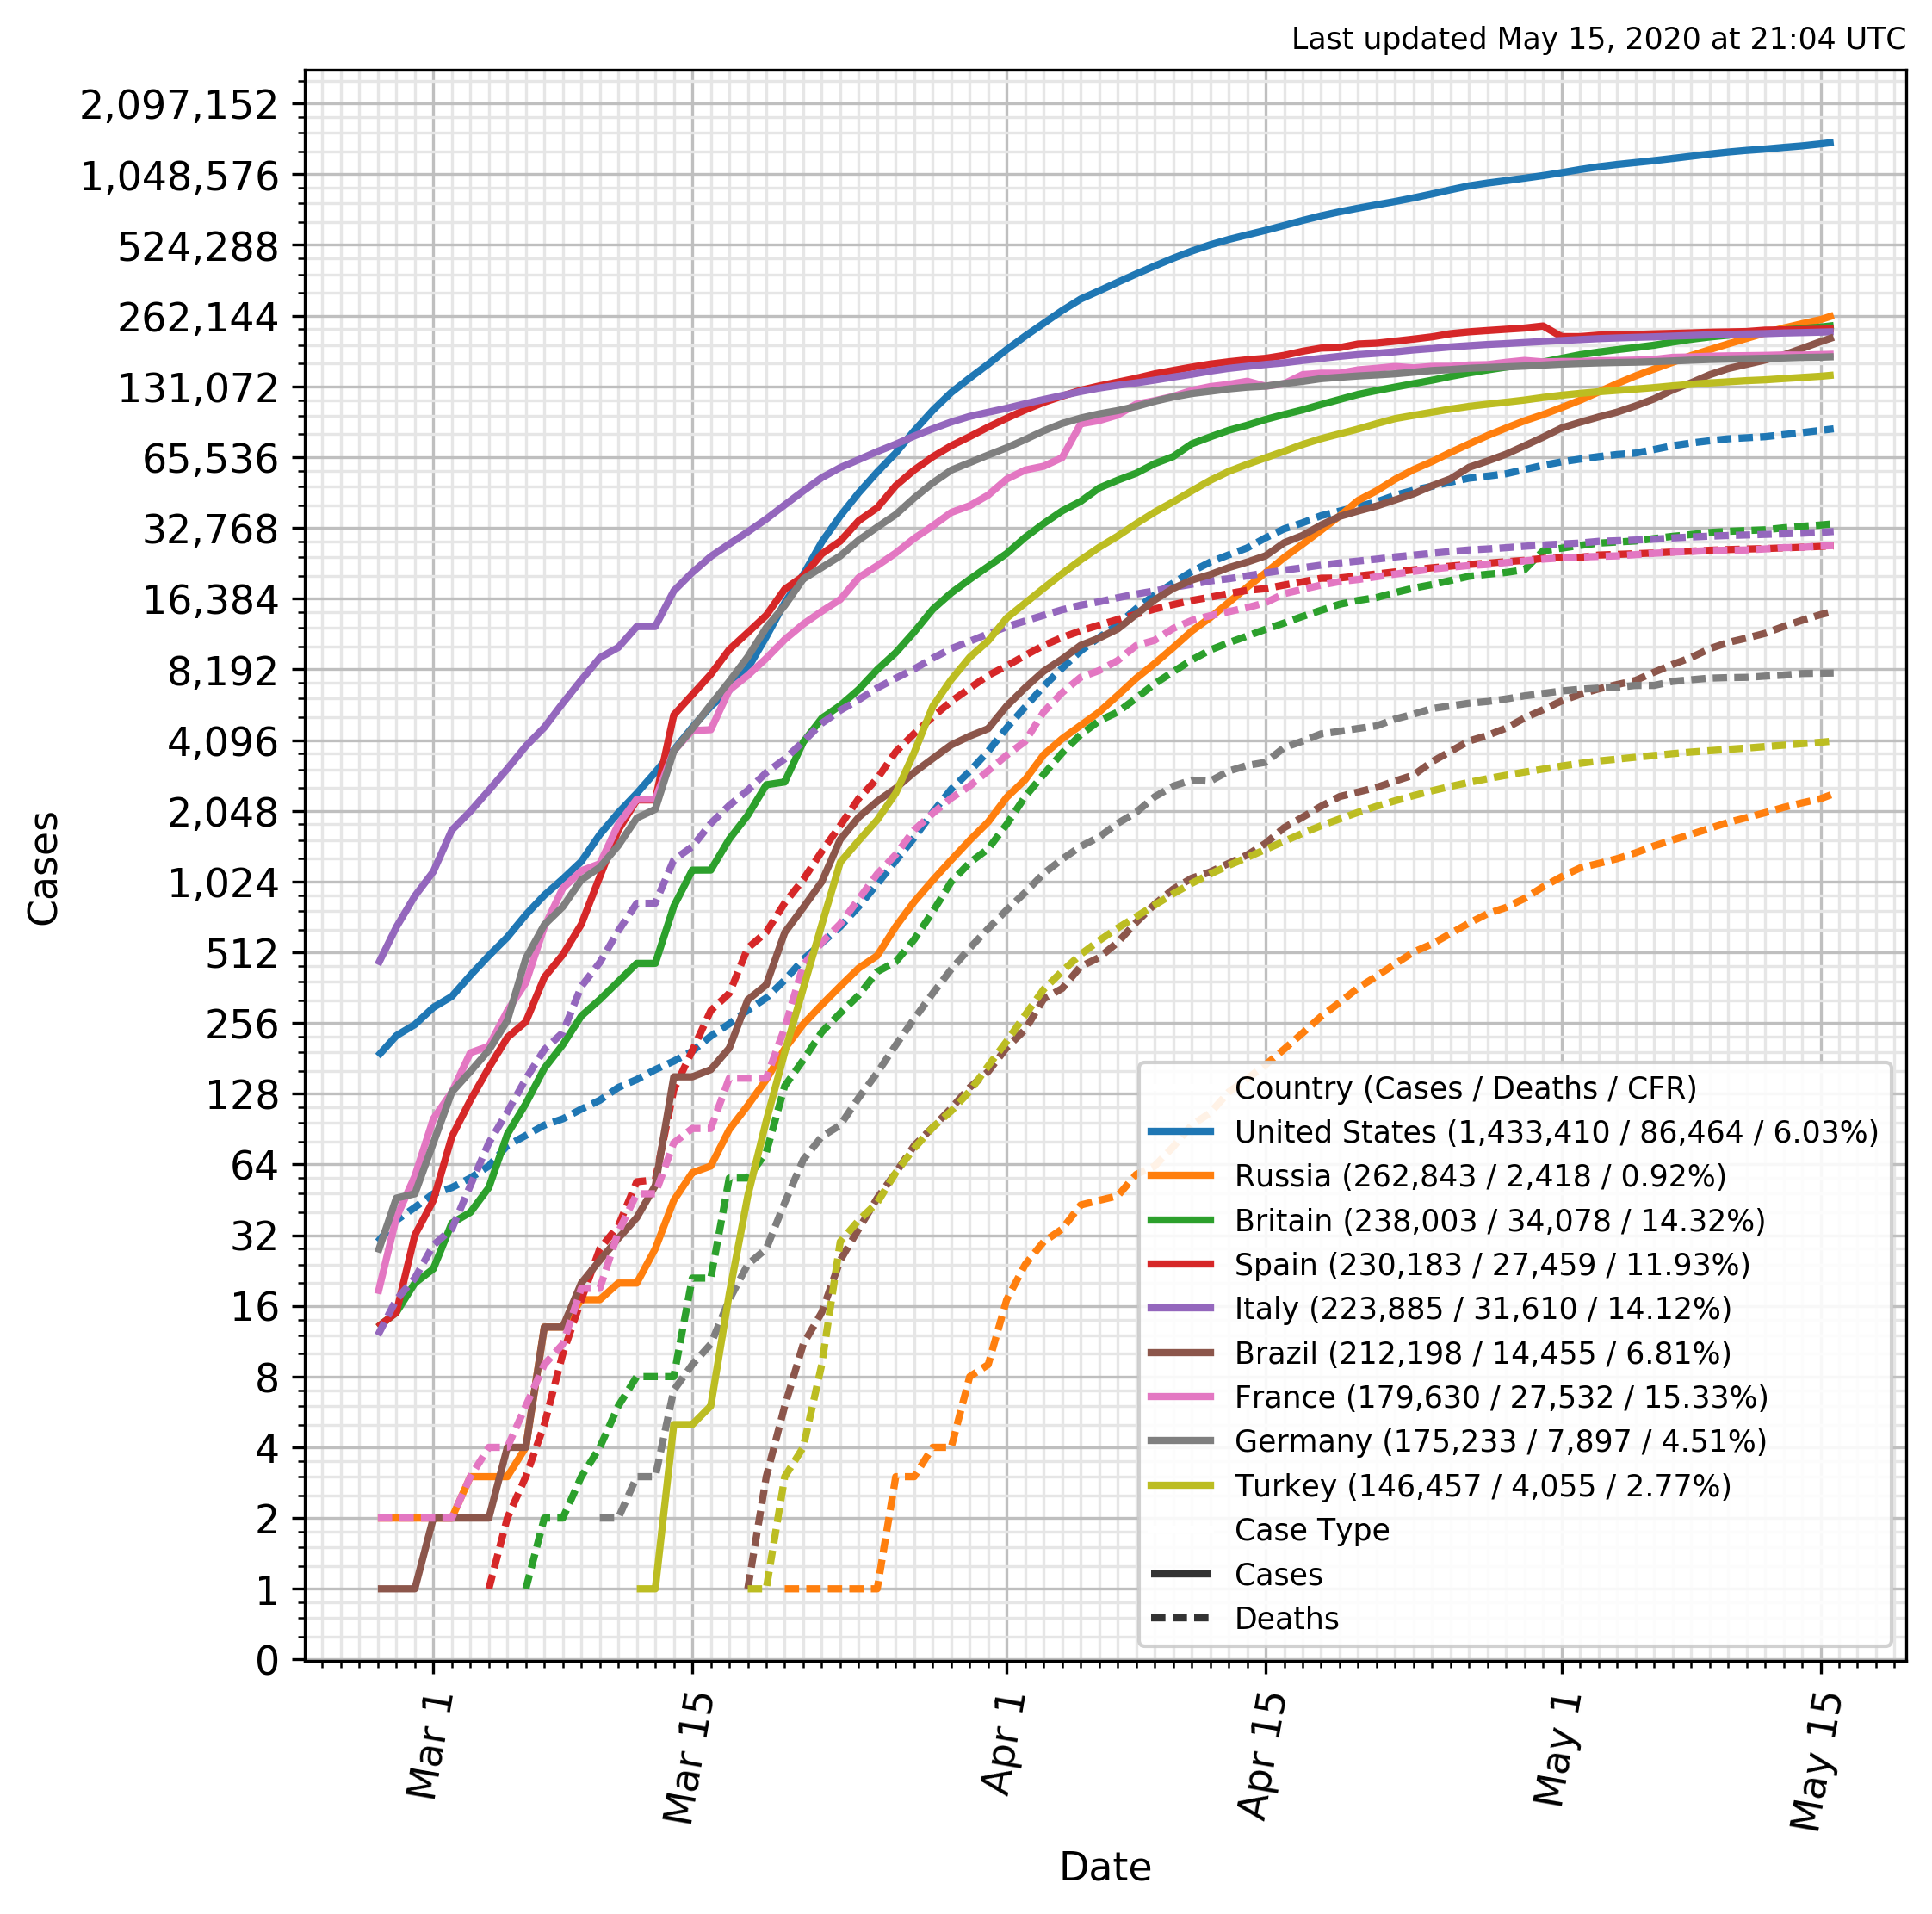 Last updated May 15, 2020 at 21:04 UTC
2,097,152
1,048,576
524,288
262,144
131,072
65,536
32,768
16,384
8,192
4,096
2,048
1,024
512
256
128
64
32
16
8
4
2
1
0
Cases
Country (Cases / Deaths / CFR)
United States (1,433,410 / 86,464 / 6.03%)
Russia (262,843 / 2,418 / 0.92%)
Britain (238,003 / 34,078 / 14.32%)
Spain (230,183 / 27,459 / 11.93%)
Italy (223,885 / 31,610 / 14.12%)
Brazil (212,198 / 14,455 / 6.81%)
France (179,630 / 27,532 / 15.33%)
Germany (175,233 / 7,897 / 4.51%)
Turkey (146,457 / 4,055 / 2.77%)
Case Type
Cases
Deaths
Mar 1
Mar 15
Apr 1
Apr 15
May 1
May 15
Date